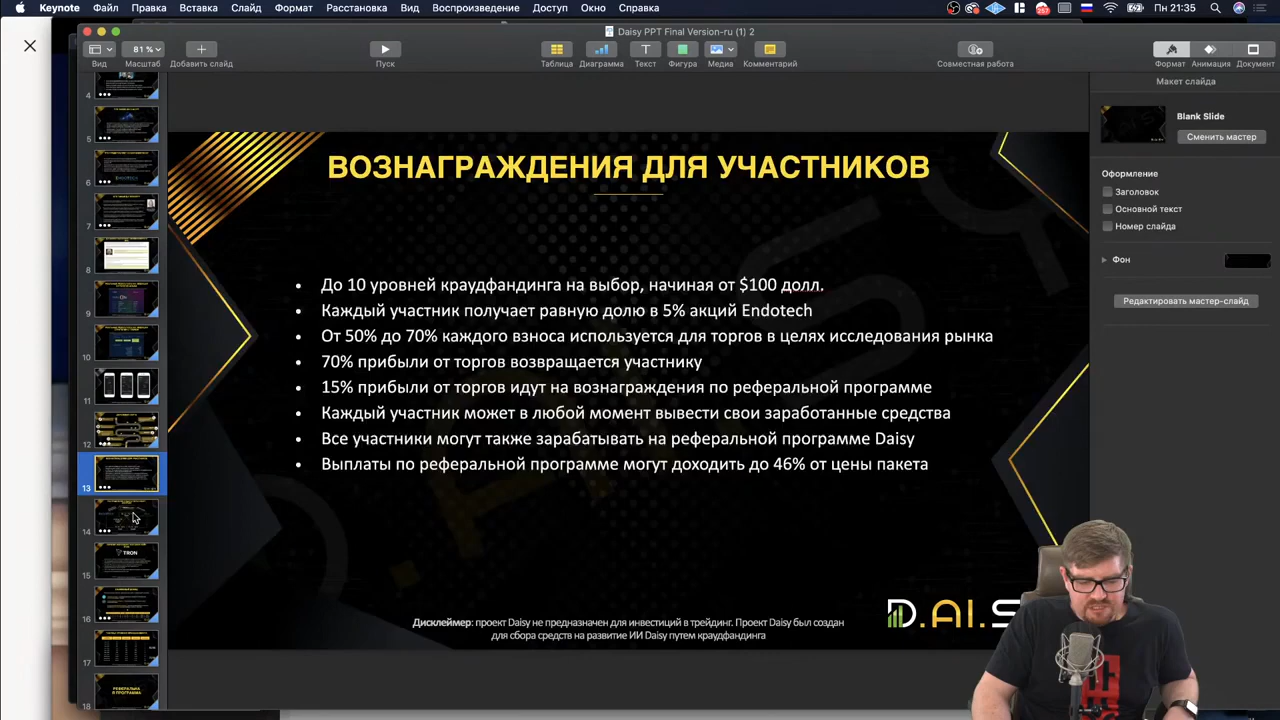 Keynote Файл Правка Вставка Слайд Формат Расстановка Вид Воспроизведение Доступ Окно Справка 257 Пн 21:35
Daisy PPT Final Version-ru (1) 2
81 %
Вид Масштаб Добавить слайд Пуск Таблица Диаграмма Текст Фигура Медиа Комментарий Совместная работа Формат Анимация Документ
Макет слайда
Blank Slide
Сменить мастер
Оформление
Заголовок
Основной текст
Номер слайда
Фон
Редактировать мастер-слайд
4
5
6
7
8
9
10
11
12
13
14
15
TRON
16
17
18
РЕФЕРАЛЬНА
Я ПРОГРАММА
ВОЗНАГРАЖДЕНИЯ ДЛЯ УЧАСТНИКОВ
• До 10 уровней краудфандинга на выбор, начиная от $100 долл.
• Каждый участник получает равную долю в 5% акций Endotech
• От 50% до 70% каждого взноса используется для торгов в целях исследования рынка
• 70% прибыли от торгов возвращается участнику
• 15% прибыли от торгов идут на вознаграждения по реферальной программе
• Каждый участник может в любой момент вывести свои заработанные средства
• Все участники могут также зарабатывать на реферальной прпграмме Daisy
• Выплаты по реферальной программе могут доходить до 46% от цены пакета
Дисклеймер: проект Daisy не предназначен для инвестиций в трейдинг. Проект Daisy был создан
для сбора средств на развитие ИИ Daisy путем краудфандинга
D.AI.S